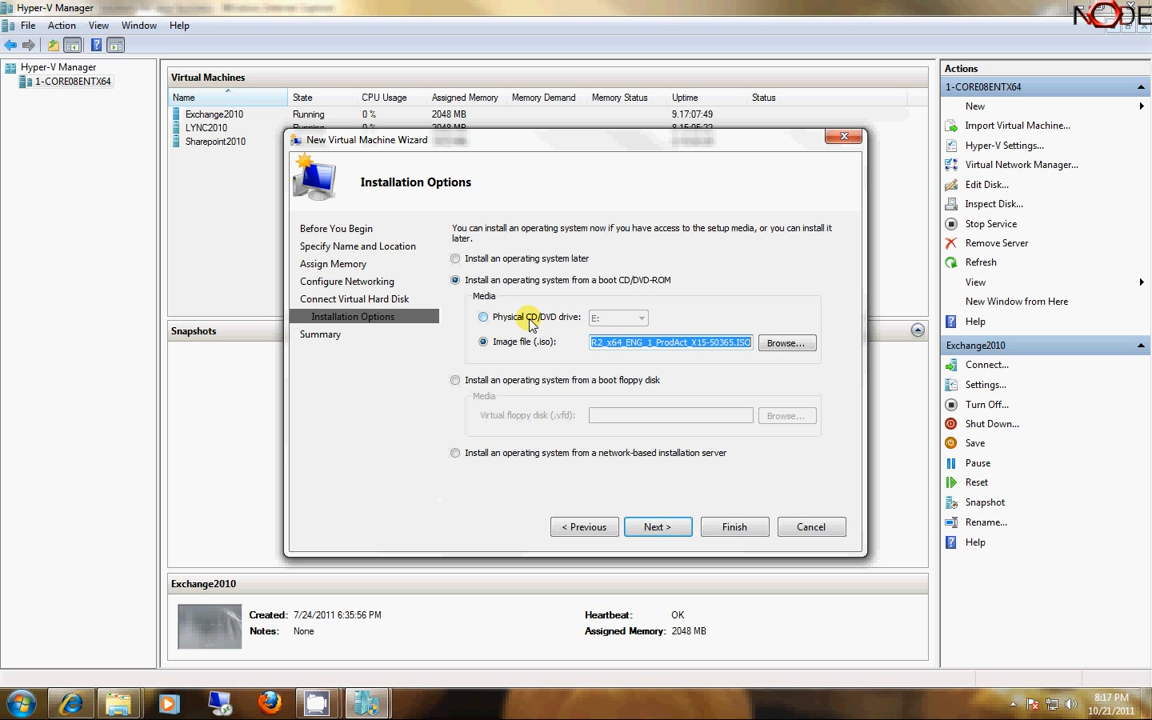 Hyper-V Manager
NODE
File Action View Window Help
Hyper-V Manager
1-CORE08ENTX64
Virtual Machines
Name State CPU Usage Assigned Memory Memory Demand Memory Status Uptime Status
Exchange2010 Running 0 % 2048 MB 9.17:07:49
LYNC2010 Running 0 % 2048 MB
Sharepoint2010
New Virtual Machine Wizard
Installation Options
Before You Begin
Specify Name and Location
Assign Memory
Configure Networking
Connect Virtual Hard Disk
Installation Options
Summary
You can install an operating system now if you have access to the setup media, or you can install it
later.
Install an operating system later
Install an operating system from a boot CD/DVD-ROM
Media
Physical CD/DVD drive: E:
Image file (.iso): R2_x64_ENG_1_ProdAct_X15-50365.ISO Browse...
Install an operating system from a boot floppy disk
Media
Virtual floppy disk (.vfd): Browse...
Install an operating system from a network-based installation server
< Previous Next > Finish Cancel
Snapshots
Exchange2010
Created: 7/24/2011 6:35:56 PM Heartbeat: OK
Notes: None Assigned Memory: 2048 MB
Actions
1-CORE08ENTX64
New
Import Virtual Machine...
Hyper-V Settings...
Virtual Network Manager...
Edit Disk...
Inspect Disk...
Stop Service
Remove Server
Refresh
View
New Window from Here
Help
Exchange2010
Connect...
Settings...
Turn Off...
Shut Down...
Save
Pause
Reset
Snapshot
Rename...
Help
8:17 PM
10/21/2011